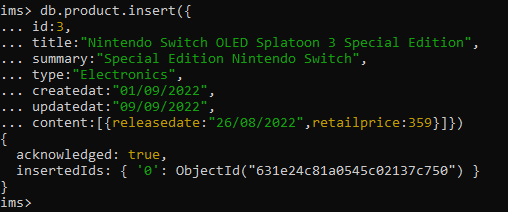 ims> db.product.insert({
... id:3,
... title:"Nintendo Switch OLED Splatoon 3 Special Edition",
... summary:"Special Edition Nintendo Switch",
... type:"Electronics",
... createdat:"01/09/2022",
... updatedat:"09/09/2022",
... content:[{releasedate:"26/08/2022",retailprice:359}]})
{
  acknowledged: true,
  insertedIds: { '0': ObjectId("631e24c81a0545c02137c750") }
}
ims>